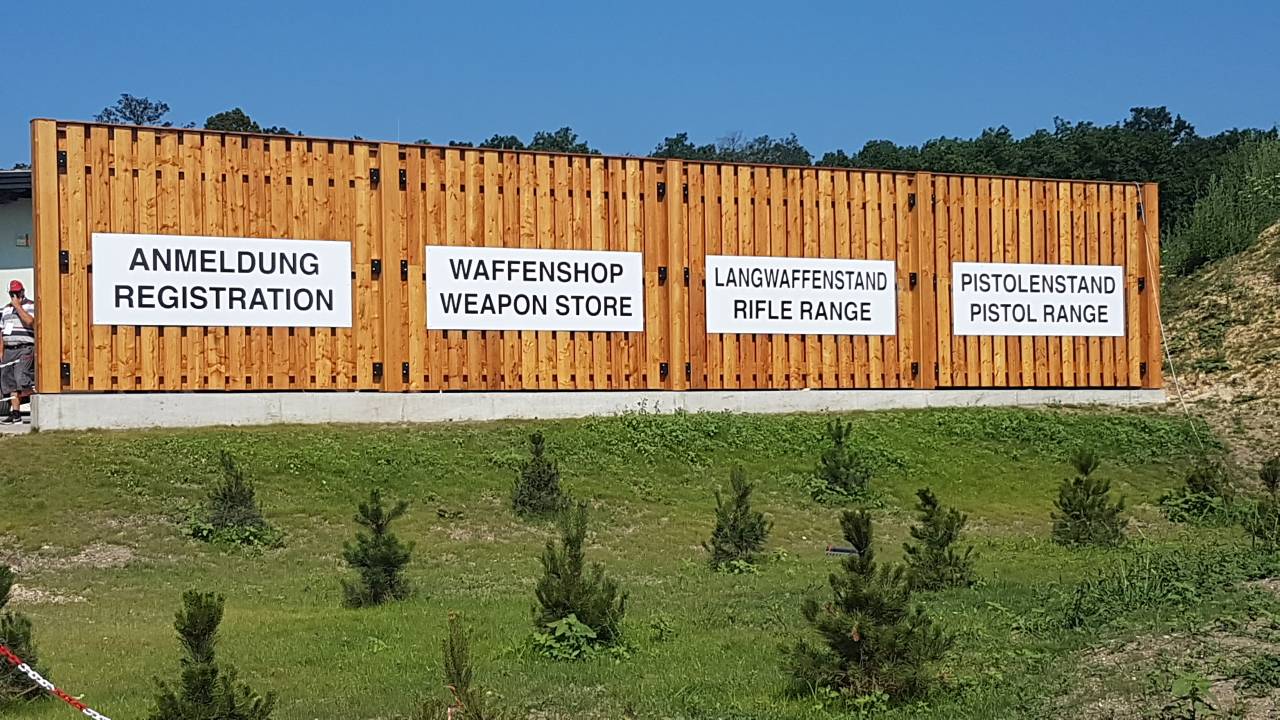 ANMELDUNG
REGISTRATION
WAFFENSHOP
WEAPON STORE
LANGWAFFENSTAND
RIFLE RANGE
PISTOLENSTAND
PISTOL RANGE